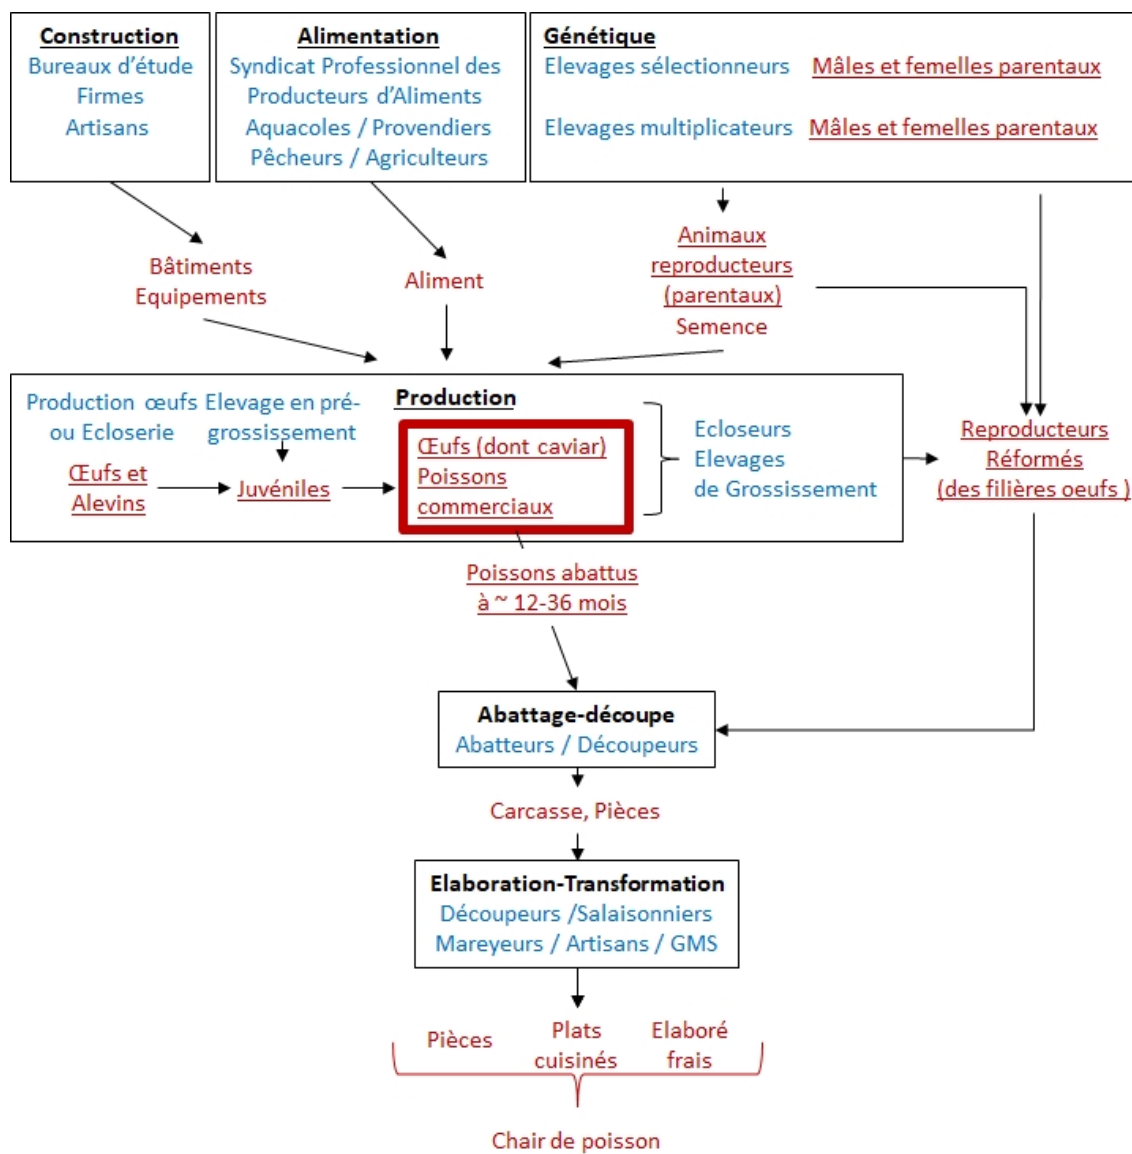 Construction
Bureaux d'étude
Firmes
Artisans
Alimentation
Syndicat Professionnel des
Producteurs d'Aliments
Aquacoles / Provendiers
Pêcheurs / Agriculteurs
Génétique
Elevages sélectionneurs Mâles et femelles parentaux
Elevages multiplicateurs Mâles et femelles parentaux
Bâtiments
Equipements
Aliment
Animaux
reproducteurs
(parentaux)
Semence
Production
Production œufs
ou Ecloserie
Elevage en pré-
grossissement
Œufs et
Alevins
Juvéniles
Œufs (dont caviar)
Poissons
commerciaux
Ecloseurs
Elevages
de Grossissement
Reproducteurs
Réformés
(des filières oeufs )
Poissons abattus
à ~ 12-36 mois
Abattage-découpe
Abatteurs / Découpeurs
Carcasse, Pièces
Elaboration-Transformation
Découpeurs /Salaisonniers
Mareyeurs / Artisans / GMS
Pièces
Plats
cuisinés
Elaboré
frais
Chair de poisson